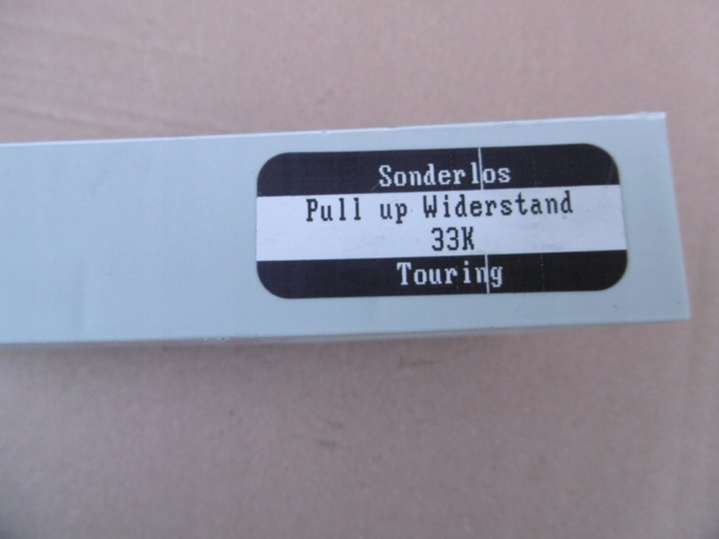 Sonderlos
Pull up Widerstand
33K
Touring